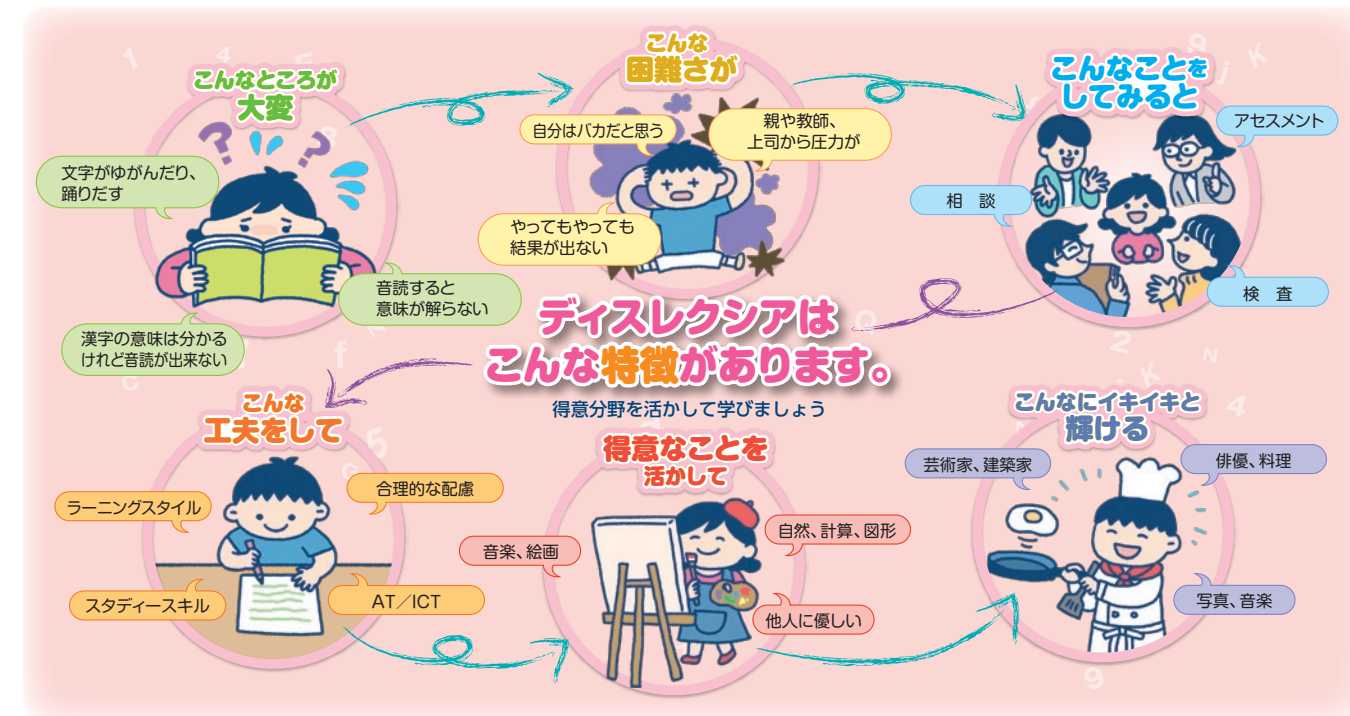 こんなところが
大変
文字がゆがんだり、
踊りだす
音読すると
意味が解らない
漢字の意味は分かる
けれど音読が出来ない
こんな
困難さが
自分はバカだと思う
親や教師、
上司から圧力が
やってもやっても
結果が出ない
こんなことを
してみると
アセスメント
相 談
検 査
ディスレクシアは
こんな特徴があります。
得意分野を活かして学びましょう
こんな
工夫をして
合理的な配慮
ラーニングスタイル
スタディースキル
AT／ICT
得意なことを
活かして
音楽、絵画
自然、計算、図形
他人に優しい
こんなにイキイキと
輝ける
芸術家、建築家
俳優、料理
写真、音楽